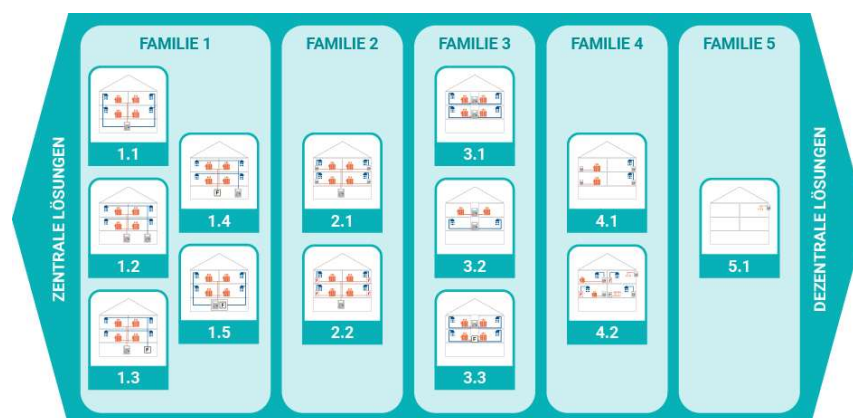 ZENTRALE LÖSUNGEN
FAMILIE 1
1.1
1.2
1.3
1.4
1.5
FAMILIE 2
2.1
2.2
FAMILIE 3
3.1
3.2
3.3
FAMILIE 4
4.1
4.2
FAMILIE 5
5.1
DEZENTRALE LÖSUNGEN